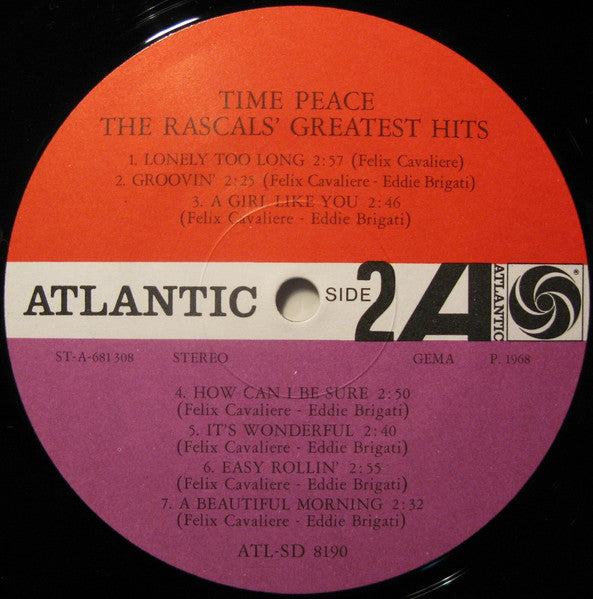 TIME PEACE
THE RASCALS' GREATEST HITS
1. LONELY TOO LONG 2:57 (Felix Cavaliere)
2. GROOVIN' 2:25 (Felix Cavaliere - Eddie Brigati)
3. A GIRL LIKE YOU 2:46
(Felix Cavaliere - Eddie Brigati)
ATLANTIC SIDE 2 A ATLANTIC ®
ST-A-681 308 STEREO GEMA P. 1968
4. HOW CAN I BE SURE 2:50
(Felix Cavaliere - Eddie Brigati)
5. IT'S WONDERFUL 2:40
(Felix Cavaliere - Eddie Brigati)
6. EASY ROLLIN' 2:55
(Felix Cavaliere - Eddie Brigati)
7. A BEAUTIFUL MORNING 2:32
(Felix Cavaliere - Eddie Brigati)
ATL-SD 8190